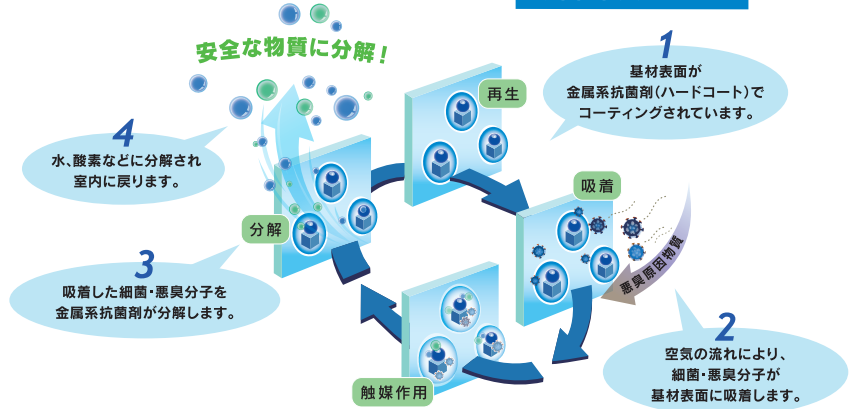 安全な物質に分解！
1
基材表面が
金属系抗菌剤（ハードコート）で
コーティングされています。
再生
4
水、酸素などに分解され
室内に戻ります。
吸着
分解
悪臭原因物質
3
吸着した細菌・悪臭分子を
金属系抗菌剤が分解します。
2
空気の流れにより、
細菌・悪臭分子が
基材表面に吸着します。
触媒作用